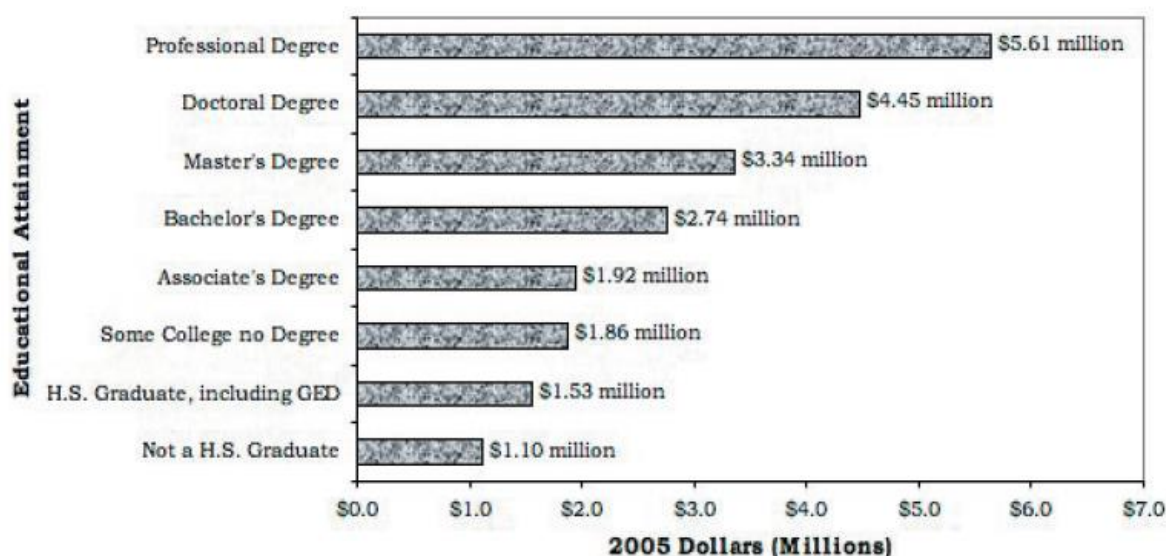 Educational Attainment
Professional Degree
$5.61 million
Doctoral Degree
$4.45 million
Master's Degree
$3.34 million
Bachelor's Degree
$2.74 million
Associate's Degree
$1.92 million
Some College no Degree
$1.86 million
H.S. Graduate, including GED
$1.53 million
Not a H.S. Graduate
$1.10 million
$0.0 $1.0 $2.0 $3.0 $4.0 $5.0 $6.0 $7.0
2005 Dollars (Millions)